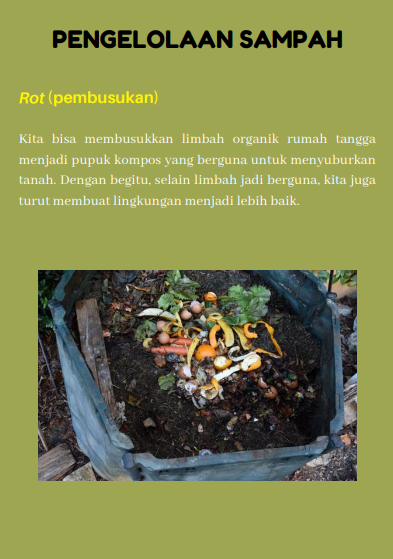 PENGELOLAAN SAMPAH
Rot (pembusukan)
Kita bisa membusukkan limbah organik rumah tangga
menjadi pupuk kompos yang berguna untuk menyuburkan
tanah. Dengan begitu, selain limbah jadi berguna, kita juga
turut membuat lingkungan menjadi lebih baik.